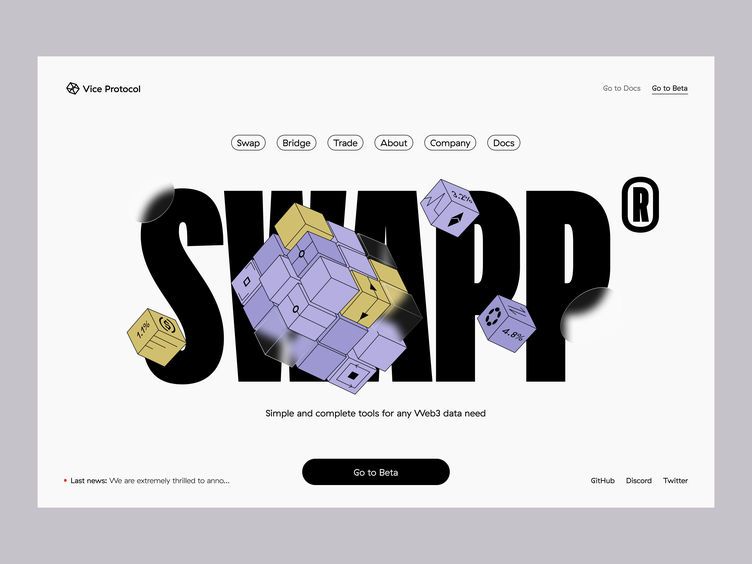 Vice Protocol
Go to Docs
Go to Beta
Swap
Bridge
Trade
About
Company
Docs
SWAPP®
3.2%
1.1%
4.8%
Simple and complete tools for any Web3 data need
Go to Beta
Last news: We are extremely thrilled to anno...
GitHub
Discord
Twitter